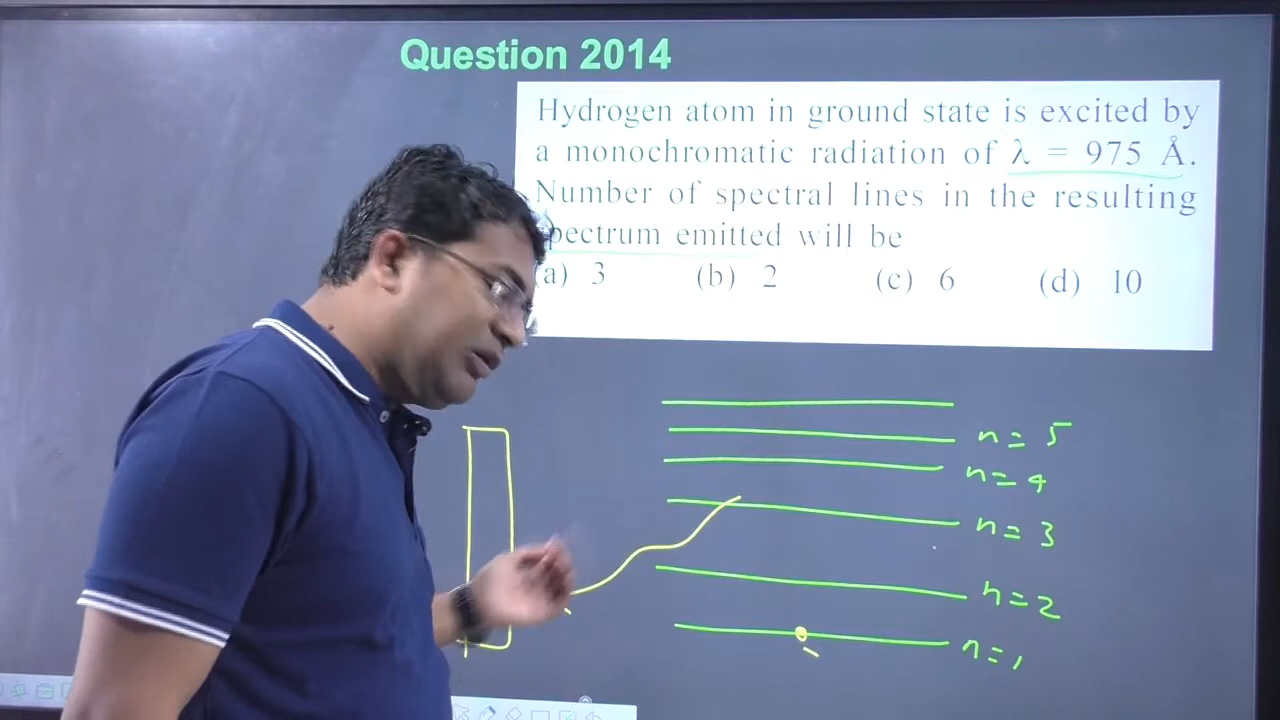 Question 2014
Hydrogen atom in ground state is excited by
a monochromatic radiation of λ = 975 Å.
Number of spectral lines in the resulting
spectrum emitted will be
(a) 3 (b) 2 (c) 6 (d) 10
n = 5
n = 4
n = 3
n = 2
n = 1